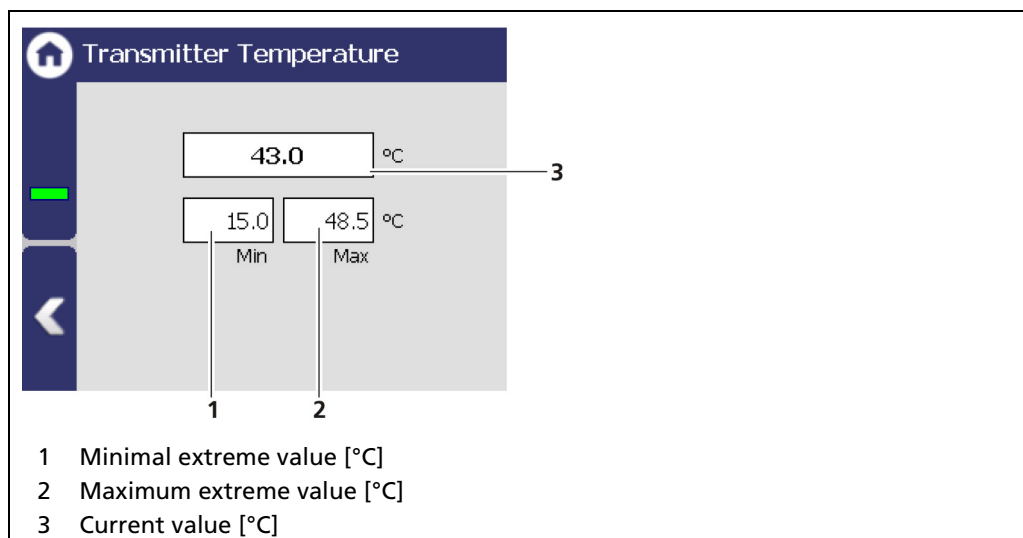 Transmitter Temperature
43.0 °C
3
15.0 48.5 °C
Min Max
1 2
1 Minimal extreme value [°C]
2 Maximum extreme value [°C]
3 Current value [°C]